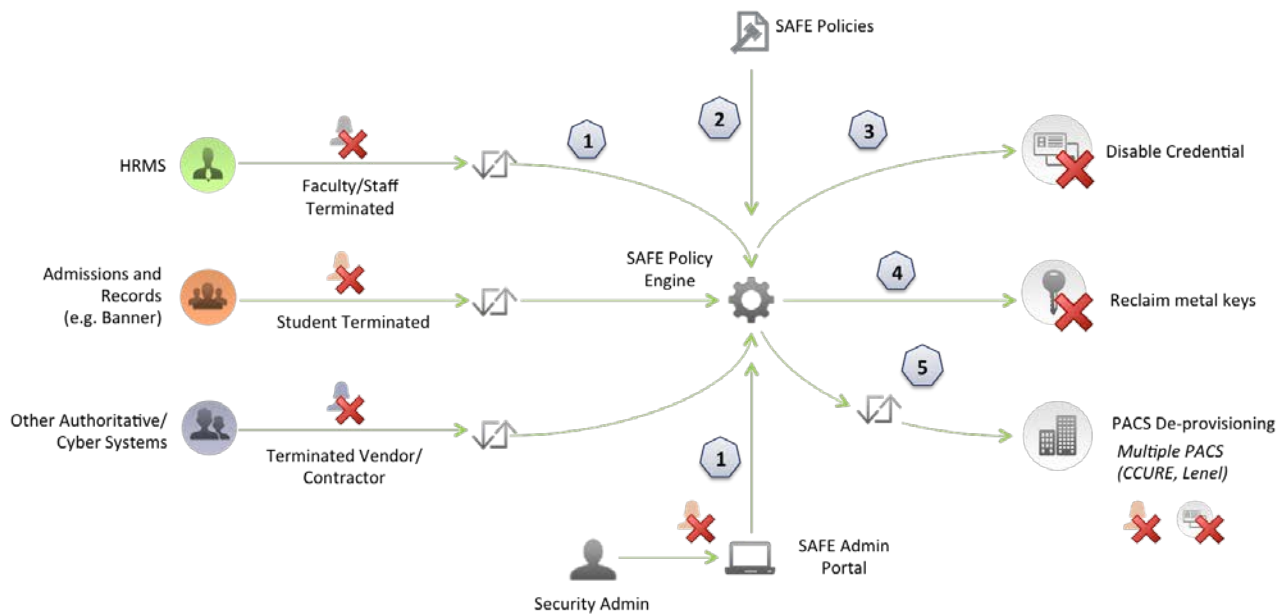 SAFE Policies
1
2
3
HRMS
Faculty/Staff
Terminated
Disable Credential
Admissions and
Records
(e.g. Banner)
Student Terminated
SAFE Policy
Engine
4
Reclaim metal keys
Other Authoritative/
Cyber Systems
Terminated Vendor/
Contractor
5
PACS De-provisioning
Multiple PACS
(CCURE, Lenel)
1
Security Admin
SAFE Admin
Portal